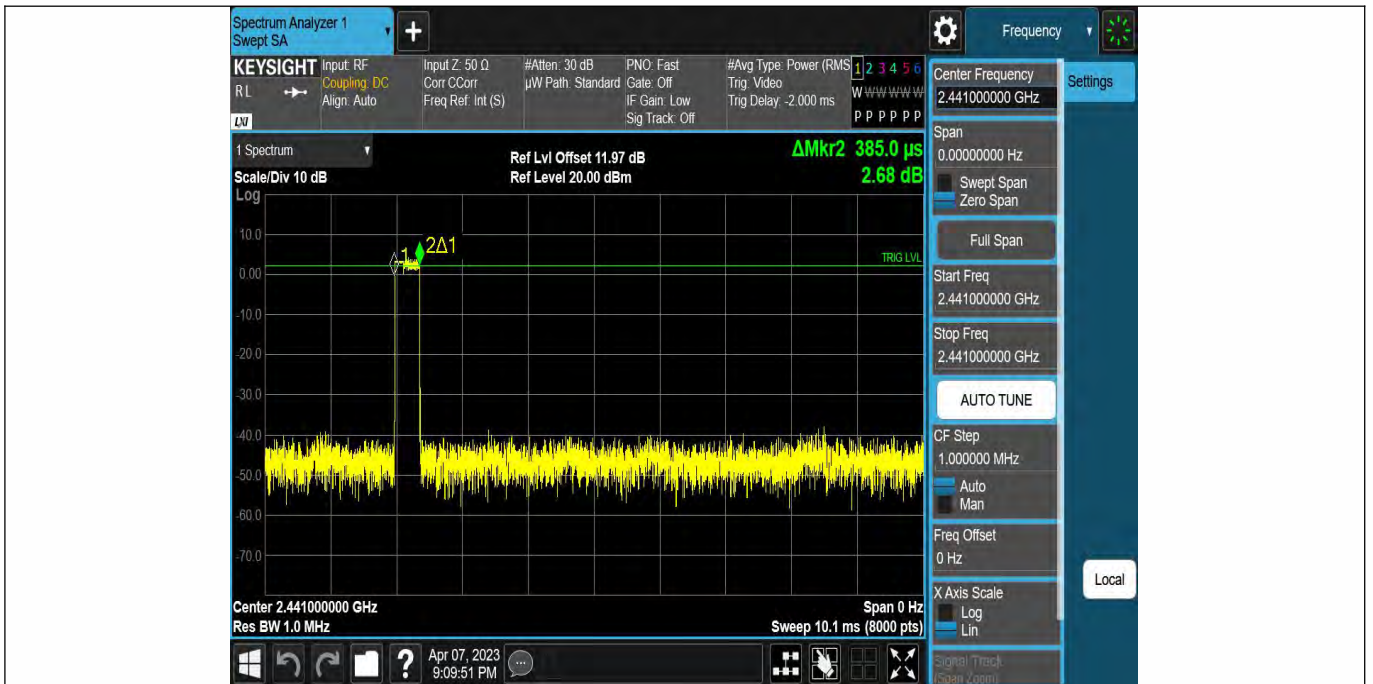 Spectrum Analyzer 1
Swept SA
+
Frequency
KEYSIGHT
RL
LXI
Input: RF
Coupling: DC
Align: Auto
Input Z: 50 Ω
Corr CCorr
Freq Ref: Int (S)
#Atten: 30 dB
µW Path: Standard
PNO: Fast
Gate: Off
IF Gain: Low
Sig Track: Off
#Avg Type: Power (RMS
Trig: Video
Trig Delay: -2.000 ms
1 2 3 4 5 6
W W W W W W
P P P P P P
Center Frequency
2.441000000 GHz
Settings
Span
0.00000000 Hz
Swept Span
Zero Span
Full Span
Start Freq
2.441000000 GHz
Stop Freq
2.441000000 GHz
AUTO TUNE
CF Step
1.000000 MHz
Auto
Man
Freq Offset
0 Hz
X Axis Scale
Log
Lin
Signal Track
(Span Zoom)
Local
1 Spectrum
Scale/Div 10 dB
Ref Lvl Offset 11.97 dB
Ref Level 20.00 dBm
ΔMkr2 385.0 µs
2.68 dB
Log
10.0
0.00
-10.0
-20.0
-30.0
-40.0
-50.0
-60.0
-70.0
1
2Δ1
TRIG LVL
Center 2.441000000 GHz
Res BW 1.0 MHz
Span 0 Hz
Sweep 10.1 ms (8000 pts)
?
Apr 07, 2023
9:09:51 PM